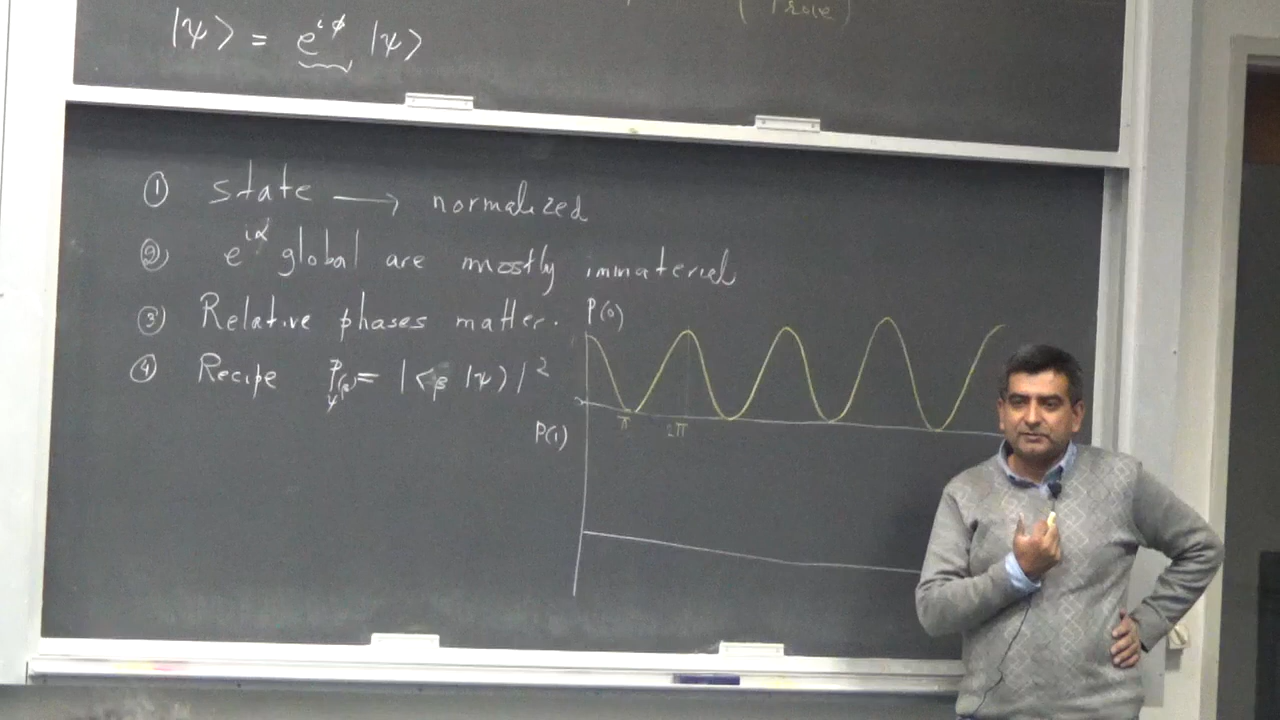 |ψ⟩ = e^{iϕ} |ψ⟩
① state ⟶ normalized
② e^{iα} global are mostly immaterial
③ Relative phases matter.
④ Recipe P_ψ(β) = |⟨β|ψ⟩|²
P(0)
π 2π
P(1)